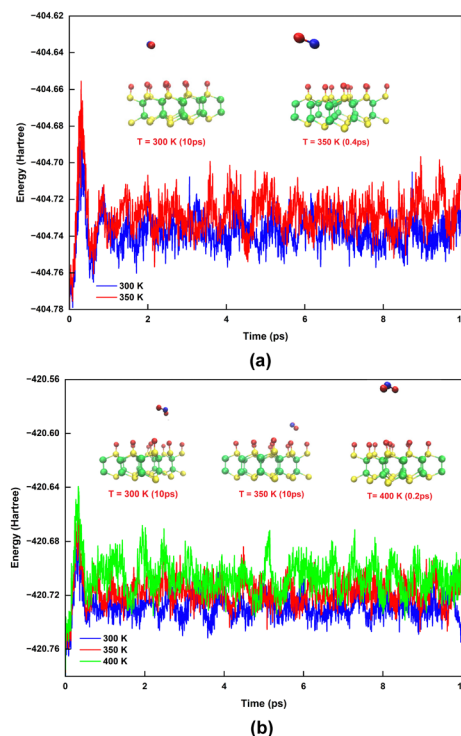 −404.62
−404.64
−404.66
−404.68
−404.70
−404.72
−404.74
−404.76
−404.78
Energy (Hartree)
T = 300 K (10ps)
T = 350 K (0.4ps)
300 K
350 K
0
2
4
6
8
1
Time (ps)
(a)
−420.56
−420.60
−420.64
−420.68
−420.72
−420.76
Energy (Hartree)
T = 300 K (10ps)
T = 350 K (10ps)
T = 400 K (0.2ps)
300 K
350 K
400 K
0
2
4
6
8
1
Time (ps)
(b)